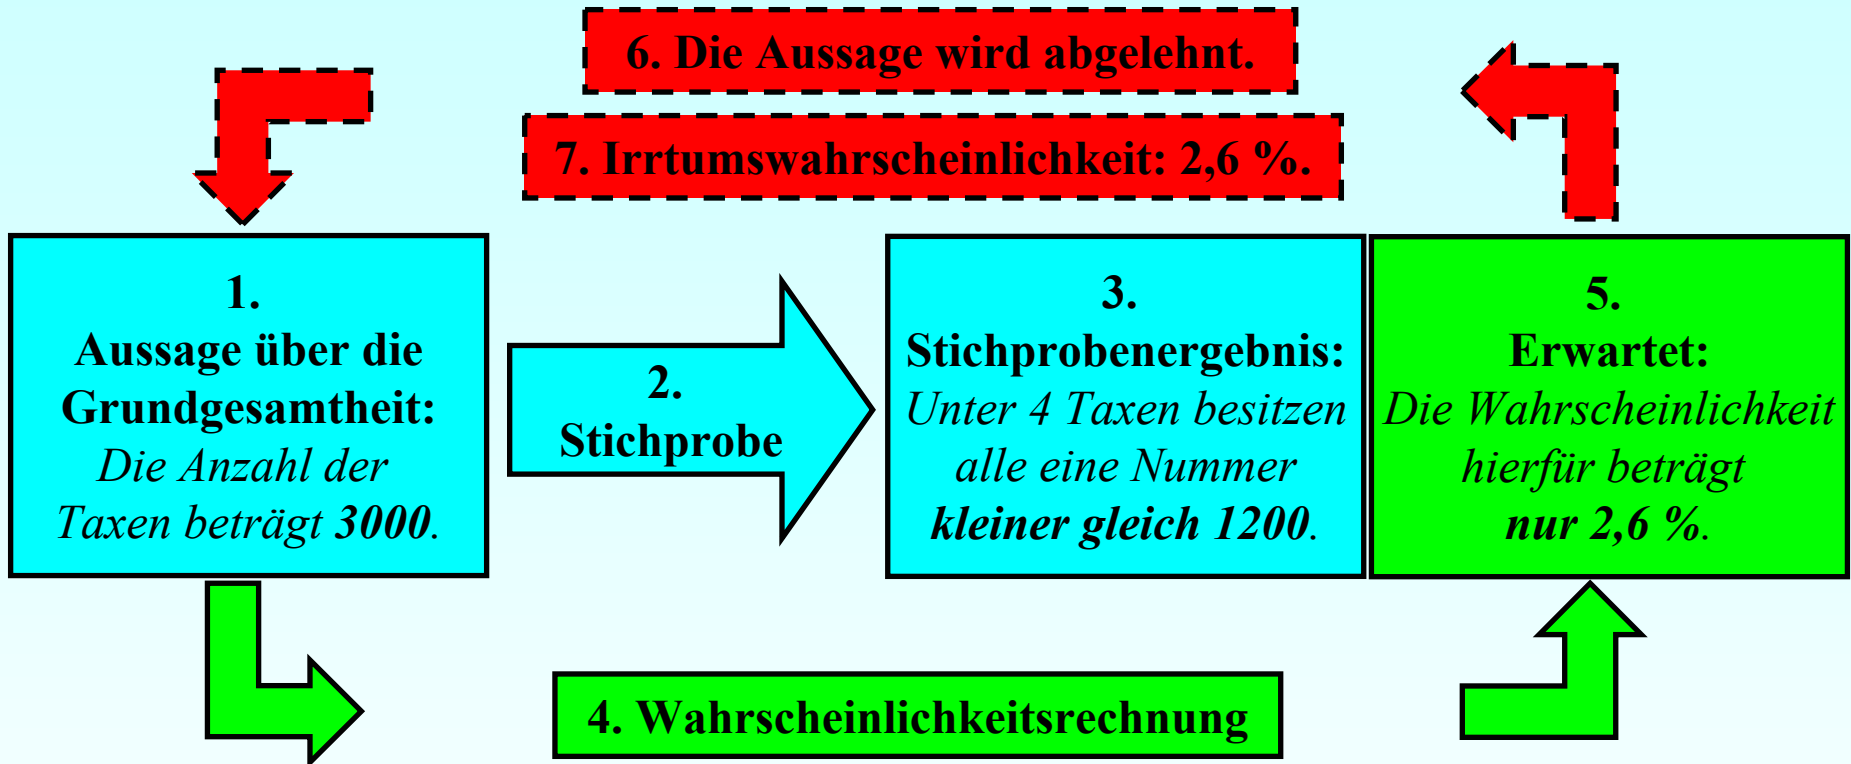 6. Die Aussage wird abgelehnt.
7. Irrtumswahrscheinlichkeit: 2,6 %.
1.
Aussage über die
Grundgesamtheit:
Die Anzahl der
Taxen beträgt 3000.
2.
Stichprobe
3.
Stichprobenergebnis:
Unter 4 Taxen besitzen
alle eine Nummer
kleiner gleich 1200.
5.
Erwartet:
Die Wahrscheinlichkeit
hierfür beträgt
nur 2,6 %.
4. Wahrscheinlichkeitsrechnung